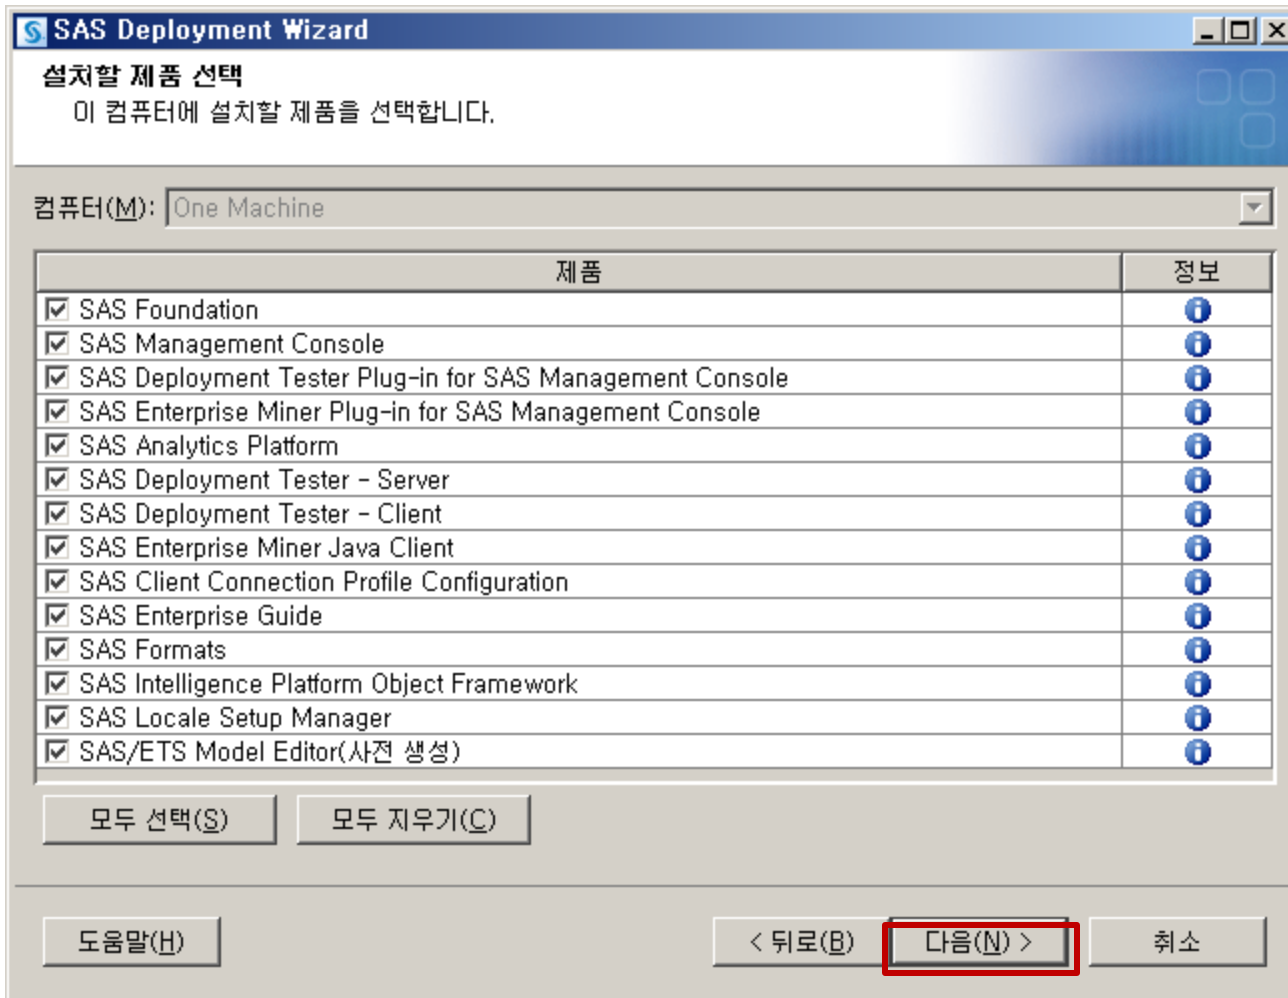 SAS Deployment Wizard
설치할 제품 선택
이 컴퓨터에 설치할 제품을 선택합니다.
컴퓨터(M): One Machine
제품 정보
SAS Foundation
SAS Management Console
SAS Deployment Tester Plug-in for SAS Management Console
SAS Enterprise Miner Plug-in for SAS Management Console
SAS Analytics Platform
SAS Deployment Tester - Server
SAS Deployment Tester - Client
SAS Enterprise Miner Java Client
SAS Client Connection Profile Configuration
SAS Enterprise Guide
SAS Formats
SAS Intelligence Platform Object Framework
SAS Locale Setup Manager
SAS/ETS Model Editor(사전 생성)
모두 선택(S) 모두 지우기(C)
도움말(H) < 뒤로(B) 다음(N) > 취소